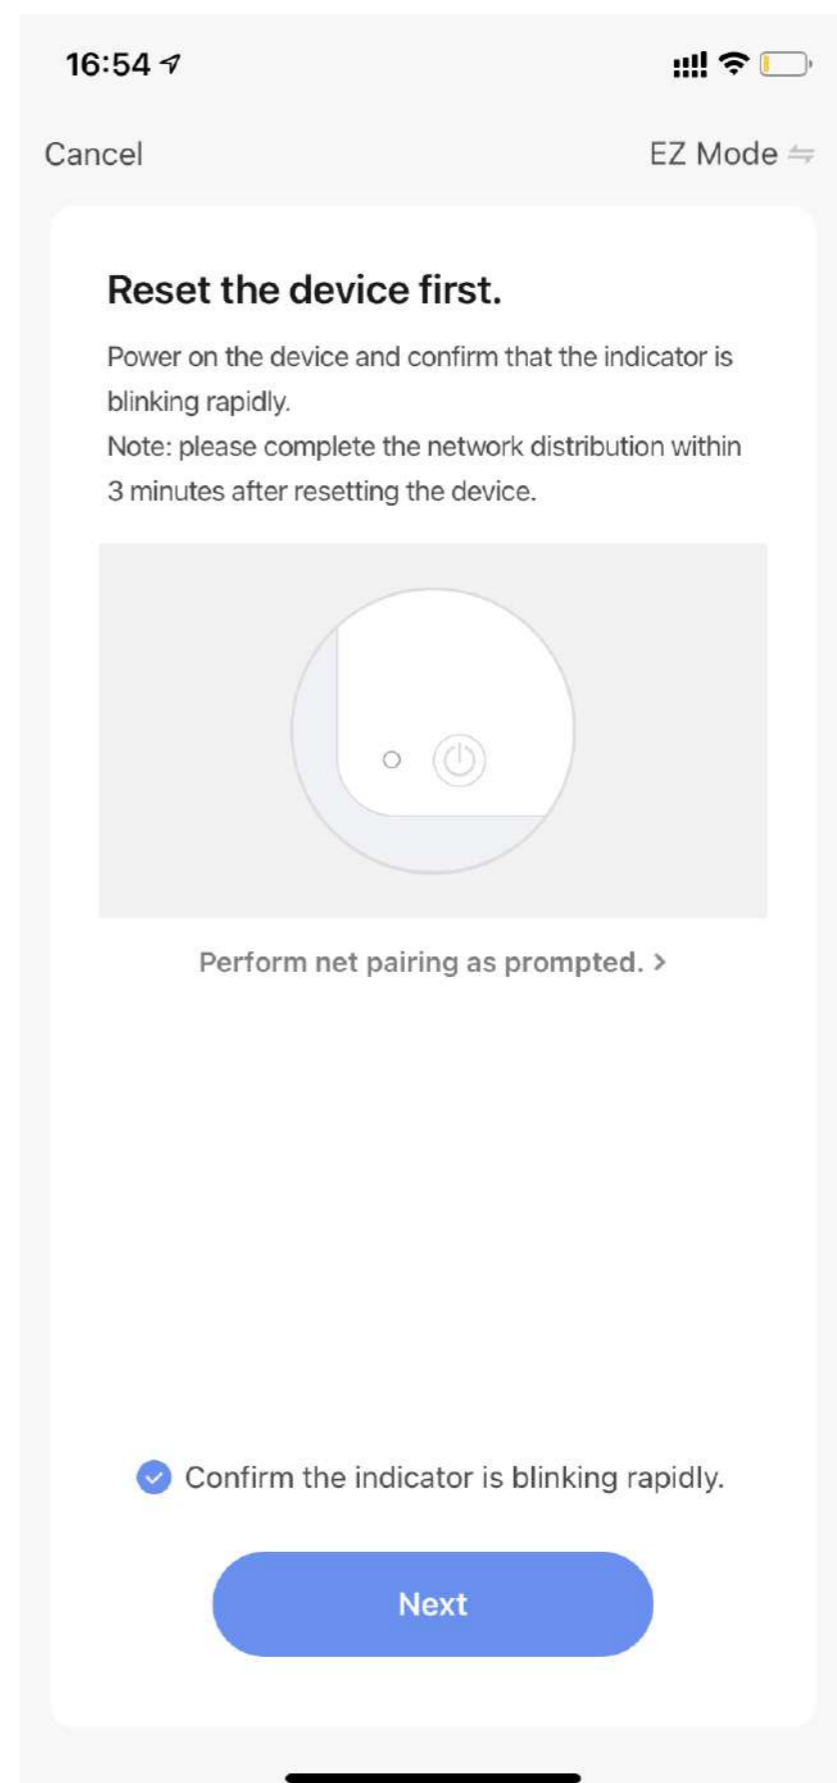 16:54
Cancel
EZ Mode
Reset the device first.
Power on the device and confirm that the indicator is
blinking rapidly.
Note: please complete the network distribution within
3 minutes after resetting the device.
Perform net pairing as prompted. >
Confirm the indicator is blinking rapidly.
Next